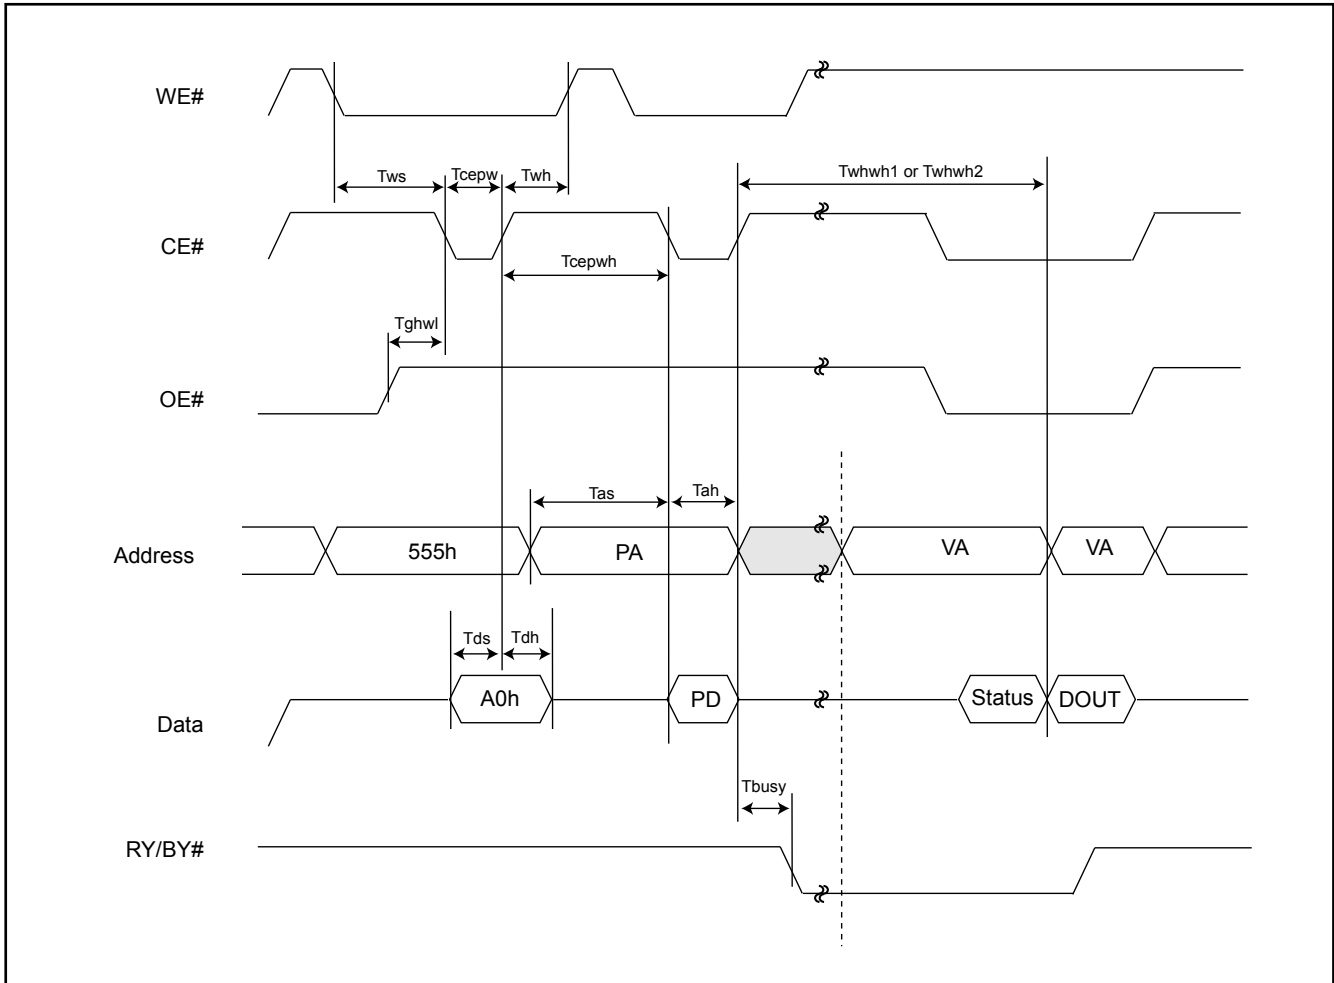 WE#
Tws Tcepw Twh Twhwh1 or Twhwh2
CE#
Tcepwh
Tghwl
OE#
Tas Tah
Address 555h PA VA VA
Tds Tdh
Data A0h PD Status DOUT
Tbusy
RY/BY#